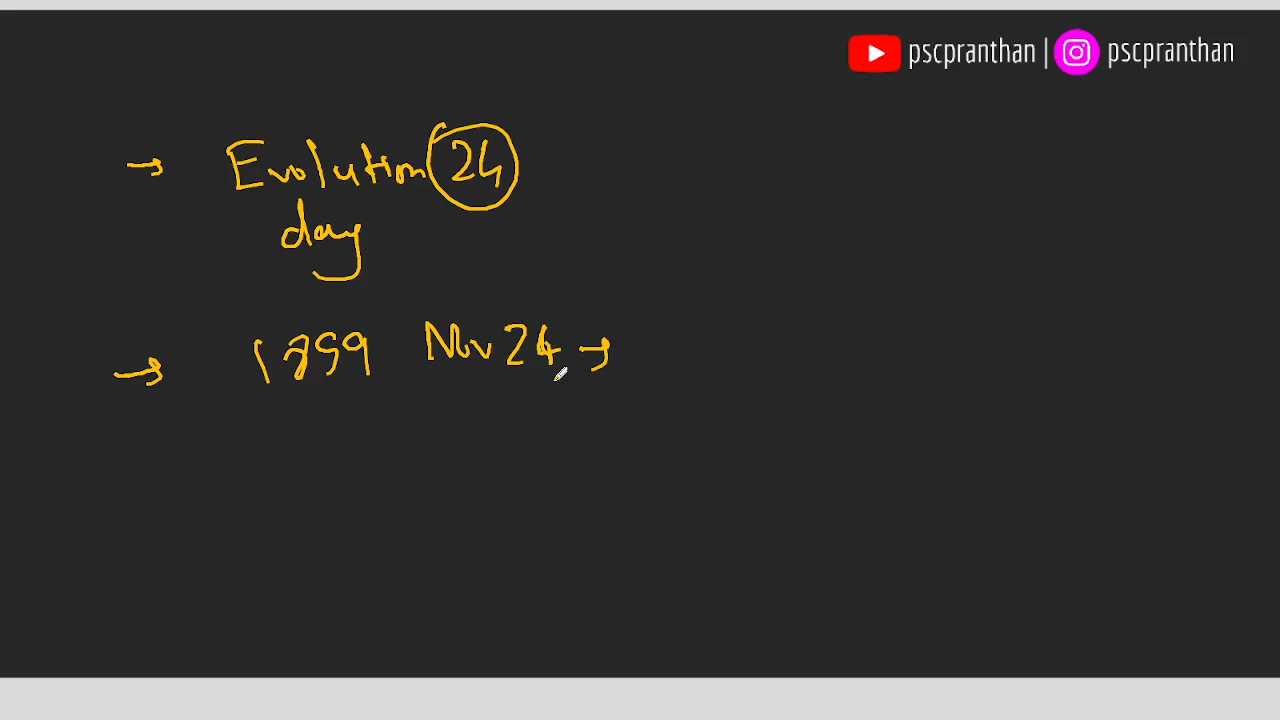 pscpranthan | pscpranthan
→ Evolution 24
day
→ 1859 Nov 24 →